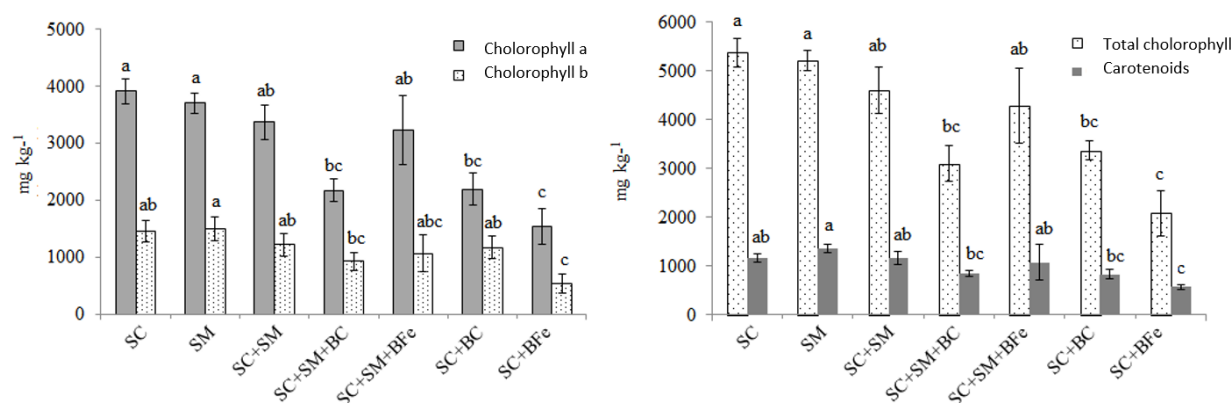 5000
4000
3000
2000
1000
0
mg kg-1
Cholorophyll a
Cholorophyll b
a
a
ab
bc
ab
bc
c
ab
a
ab
bc
abc
ab
c
SC
SM
SC+SM
SC+SM+BC
SC+SM+BFe
SC+BC
SC+BFe
6000
5000
4000
3000
2000
1000
0
mg kg-1
Total cholorophyll
Carotenoids
a
a
ab
bc
ab
bc
c
ab
a
ab
bc
ab
bc
c
SC
SM
SC+SM
SC+SM+BC
SC+SM+BFe
SC+BC
SC+BFe